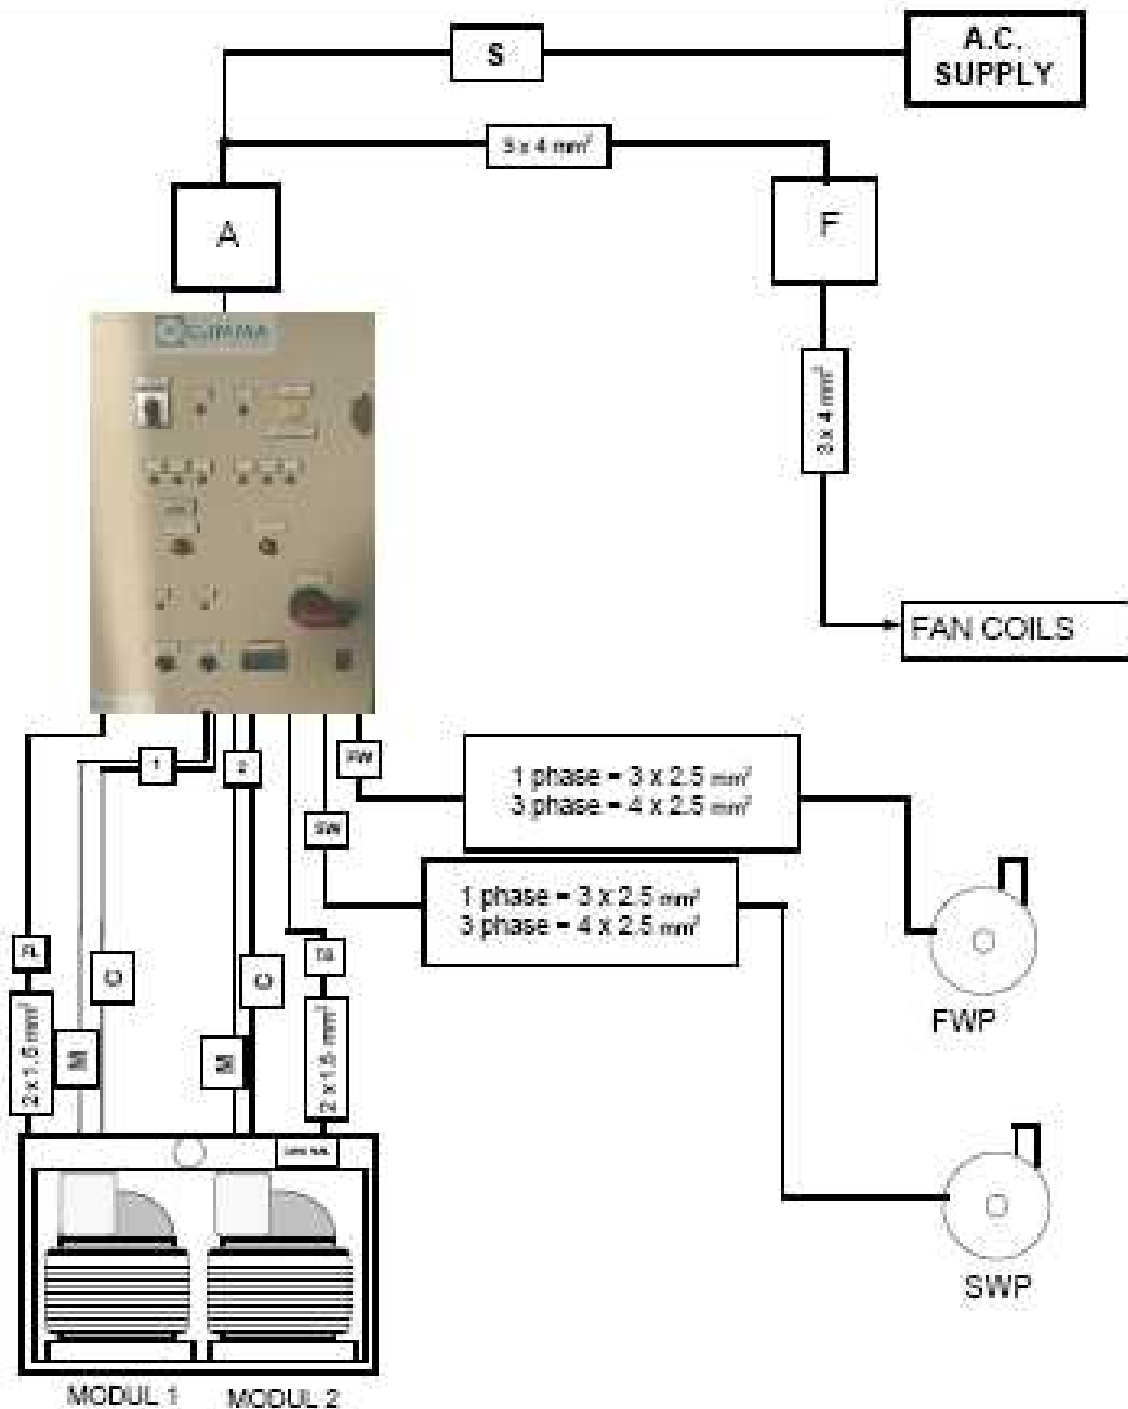 S
A.C.
SUPPLY
3 x 4 mm²
A
F
3 x 4 mm²
FAN COILS
1
2
FW
1 phase = 3 x 2.5 mm²
3 phase = 4 x 2.5 mm²
SW
1 phase = 3 x 2.5 mm²
3 phase = 4 x 2.5 mm²
C
C
FWP
M
M
2 x 1.5 mm²
2 x 1.5 mm²
SWP
MODUL 1
MODUL 2